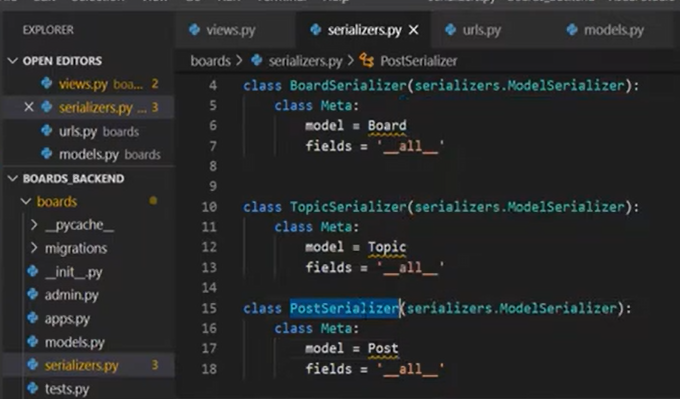 views.py
serializers.py
urls.py
models.py
EXPLORER
boards > serializers.py > PostSerializer
OPEN EDITORS
views.py boa... 2
serializers.py ... 3
urls.py boards
models.py boards
BOARDS_BACKEND
boards
__pycache__
migrations
__init__.py
admin.py
apps.py
models.py
serializers.py 3
tests.py
4 class BoardSerializer(serializers.ModelSerializer):
5 class Meta:
6 model = Board
7 fields = '__all__'
8
9
10 class TopicSerializer(serializers.ModelSerializer):
11 class Meta:
12 model = Topic
13 fields = '__all__'
14
15 class PostSerializer(serializers.ModelSerializer):
16 class Meta:
17 model = Post
18 fields = '__all__'